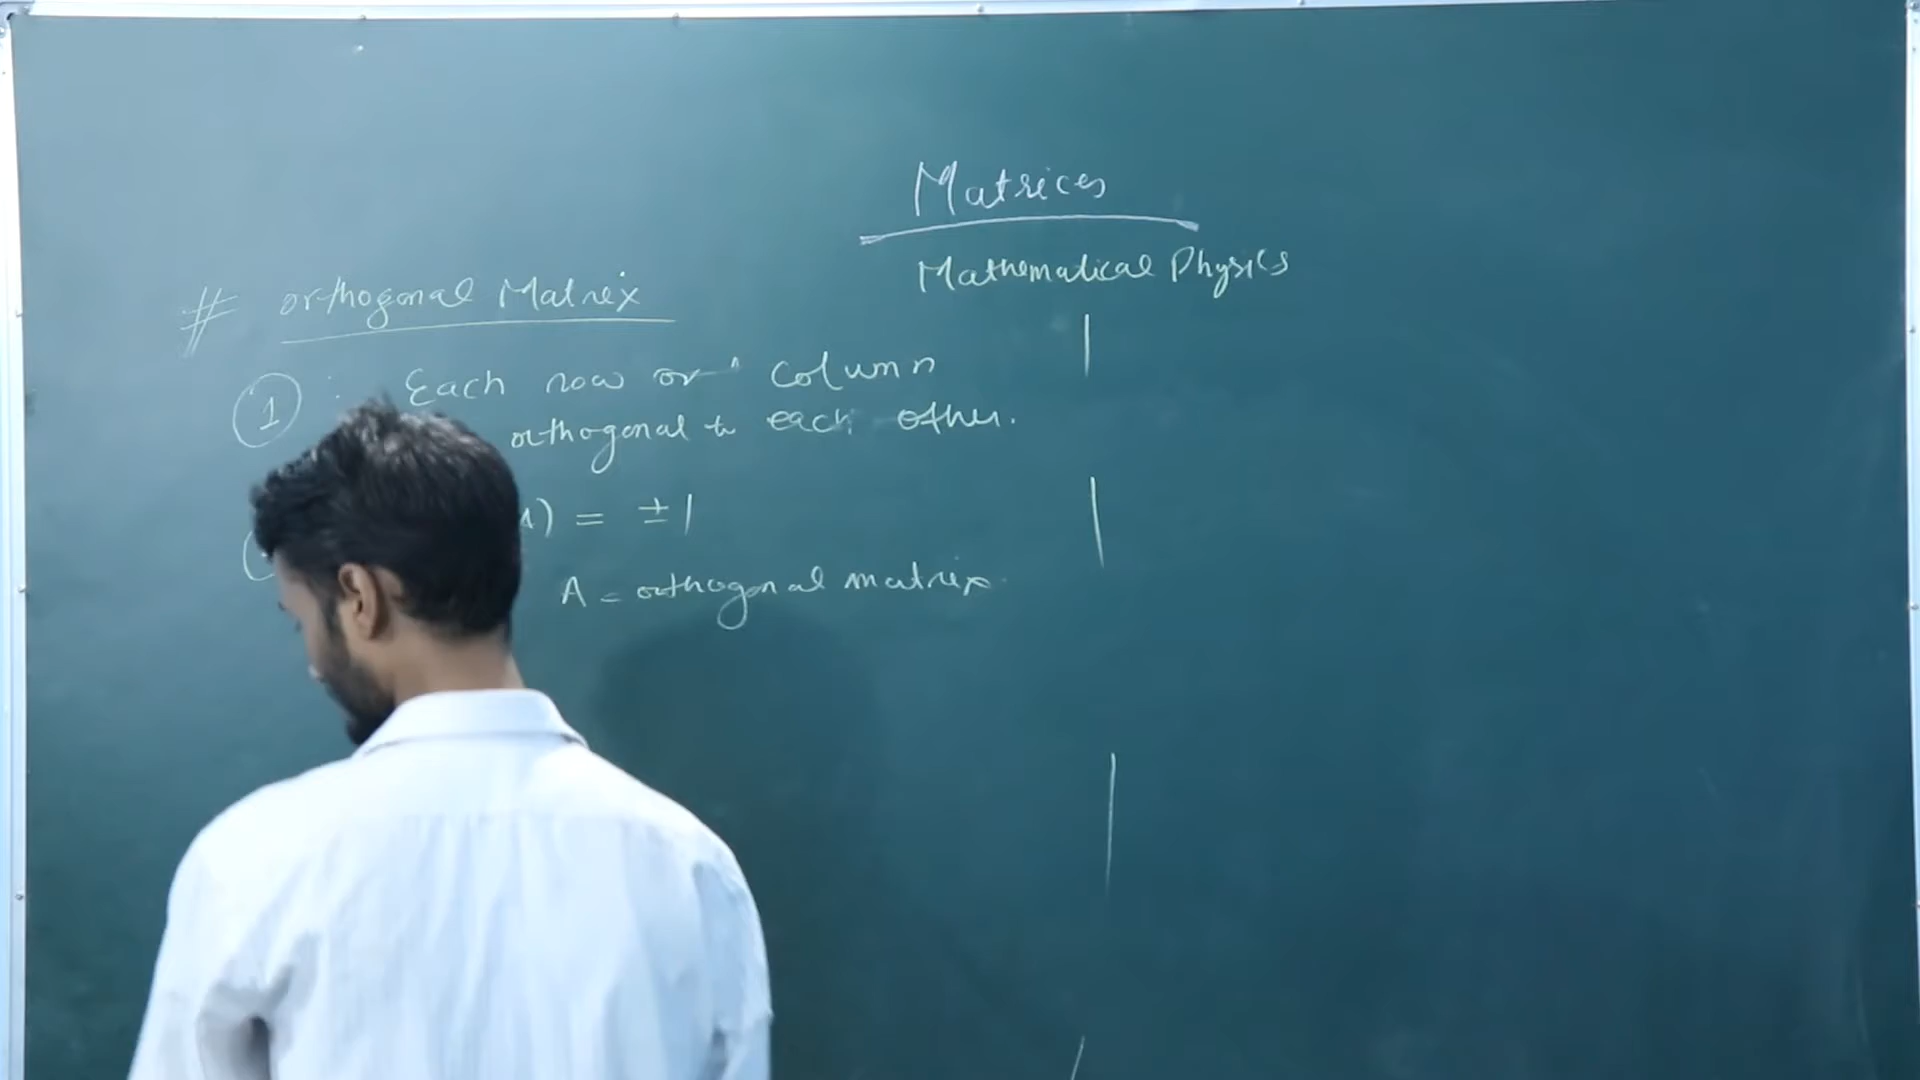 Matrices
Mathematical Physics
# orthogonal Matrix
① : Each row or column
orthogonal to each other.
A) = ±1
A = orthogonal matrix.